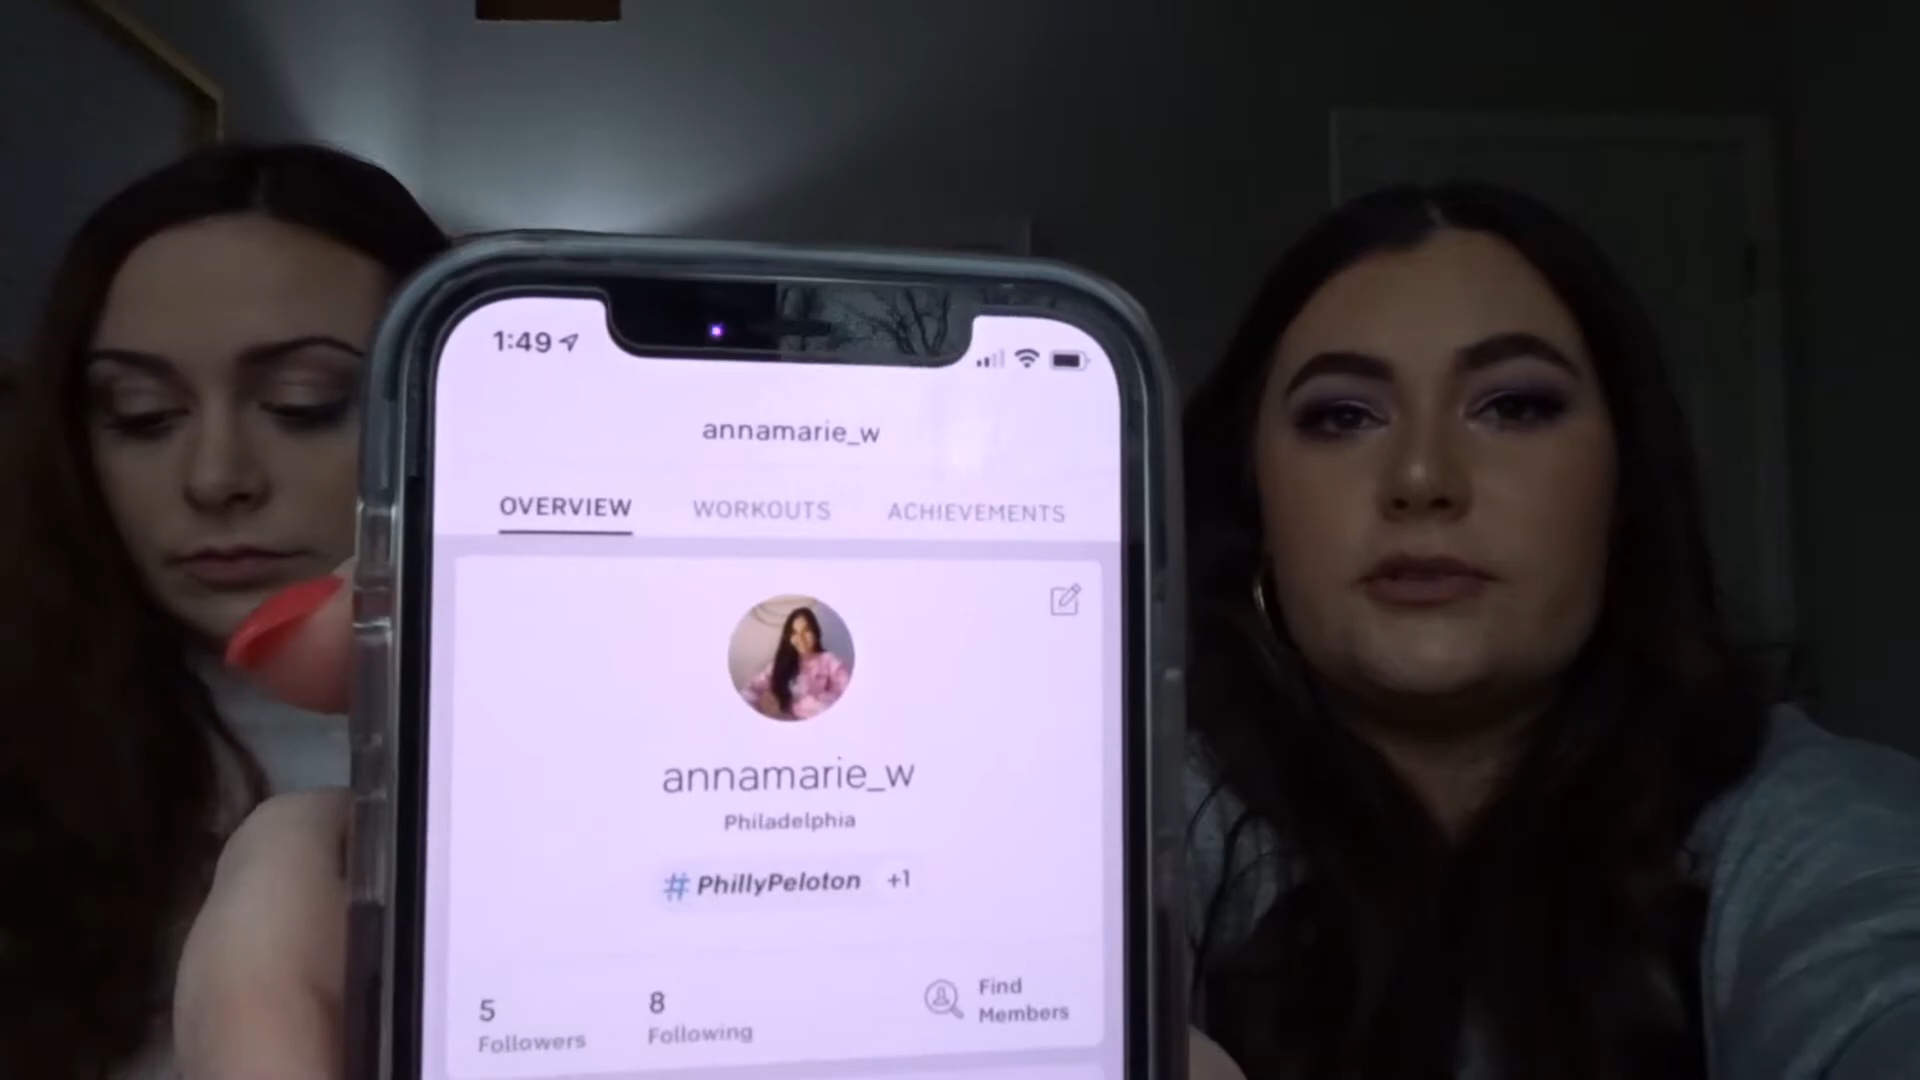 1:49
annamarie_w
OVERVIEW WORKOUTS ACHIEVEMENTS
annamarie_w
Philadelphia
#PhillyPeloton +1
5 Followers
8 Following
Find Members